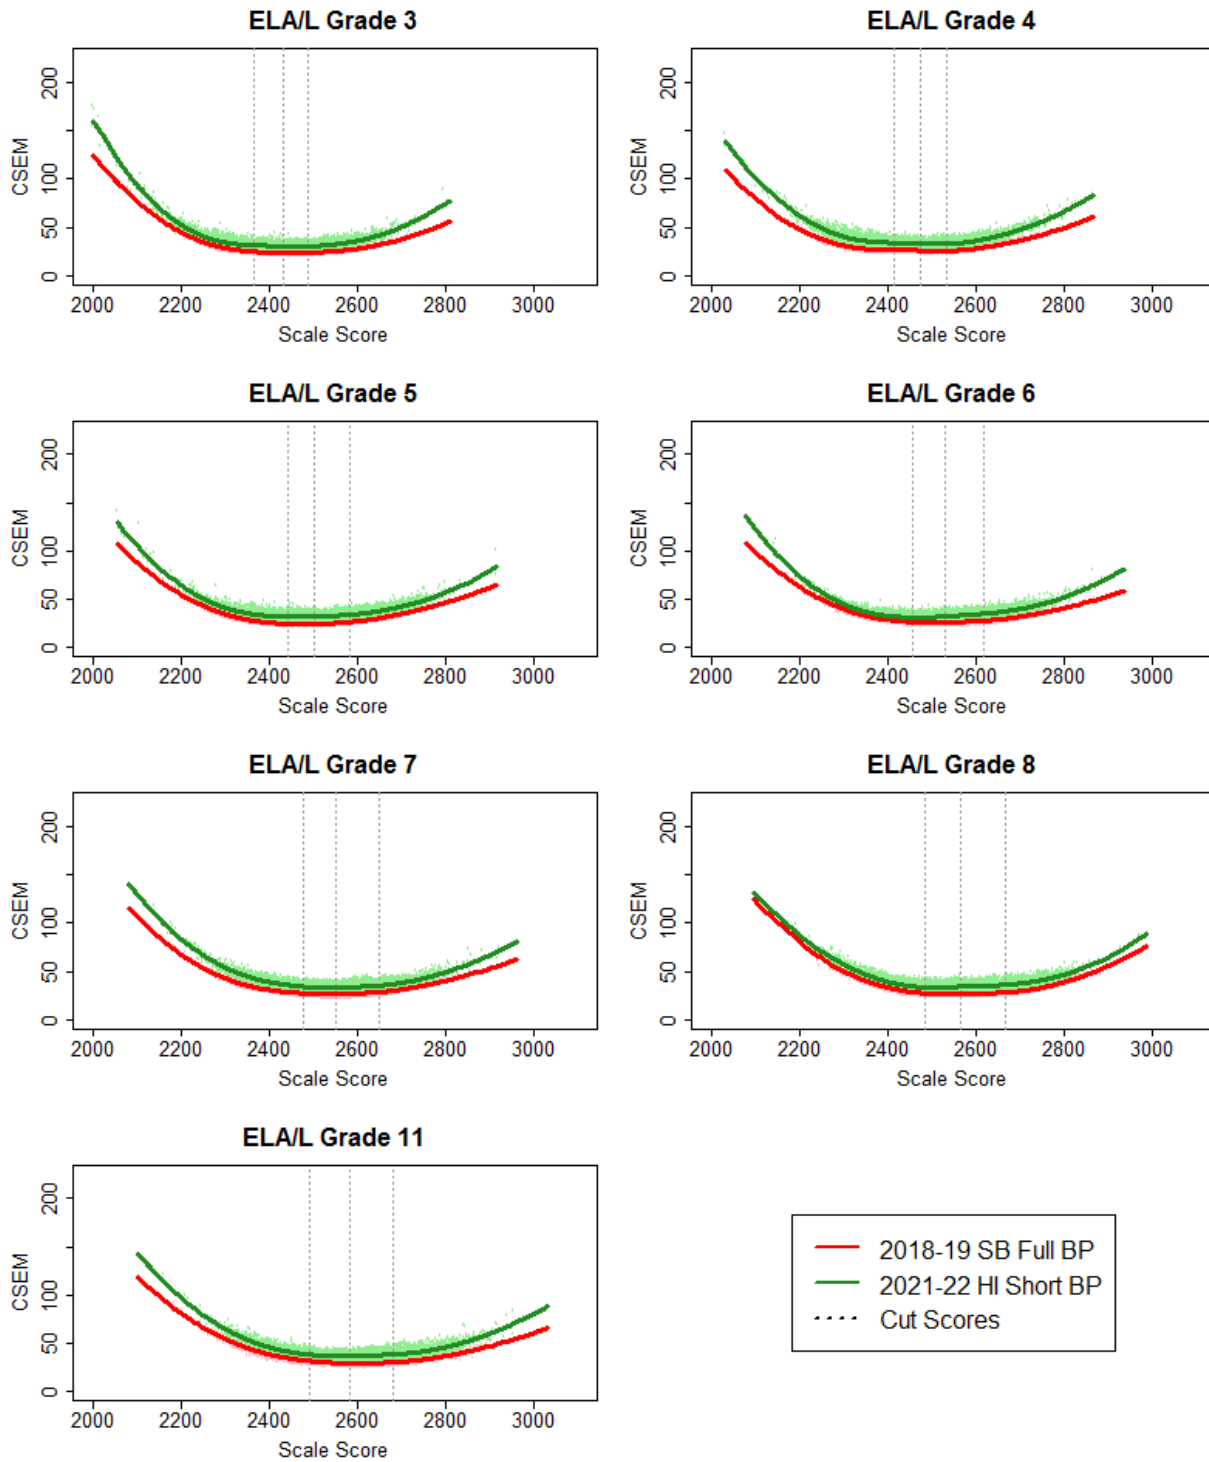 ELA/L Grade 3
CSEM
0 50 100 200
2000 2200 2400 2600 2800 3000
Scale Score
ELA/L Grade 4
CSEM
0 50 100 200
2000 2200 2400 2600 2800 3000
Scale Score
ELA/L Grade 5
CSEM
0 50 100 200
2000 2200 2400 2600 2800 3000
Scale Score
ELA/L Grade 6
CSEM
0 50 100 200
2000 2200 2400 2600 2800 3000
Scale Score
ELA/L Grade 7
CSEM
0 50 100 200
2000 2200 2400 2600 2800 3000
Scale Score
ELA/L Grade 8
CSEM
0 50 100 200
2000 2200 2400 2600 2800 3000
Scale Score
ELA/L Grade 11
CSEM
0 50 100 200
2000 2200 2400 2600 2800 3000
Scale Score
2018-19 SB Full BP
2021-22 HI Short BP
Cut Scores